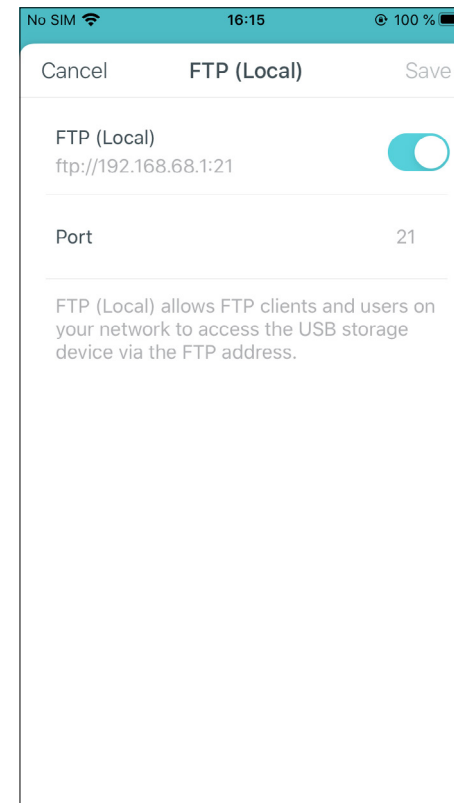 No SIM 16:15 100 %
Cancel FTP (Local) Save
FTP (Local)
ftp://192.168.68.1:21
Port 21
FTP (Local) allows FTP clients and users on
your network to access the USB storage
device via the FTP address.